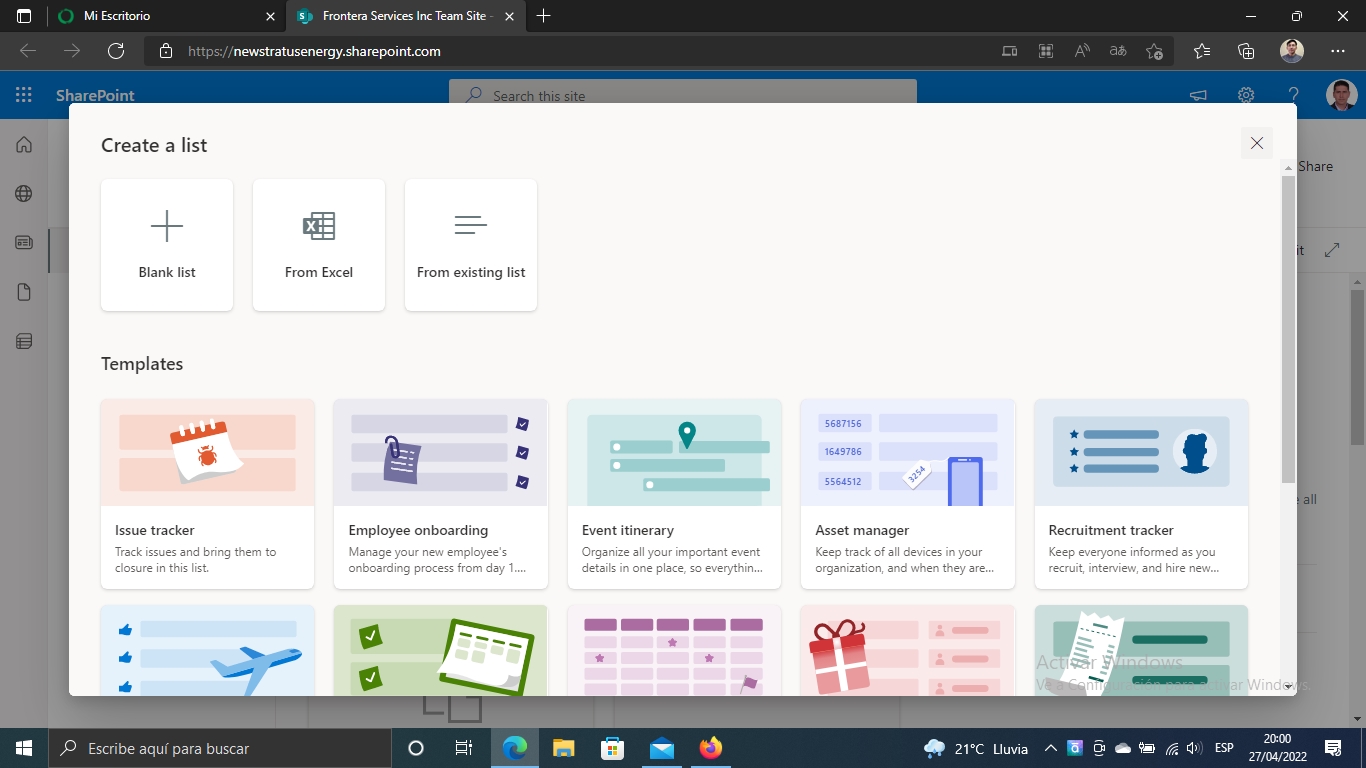 Mi Escritorio
Frontera Services Inc Team Site -
https://newstratusenergy.sharepoint.com
SharePoint
Search this site
Share
Create a list
Blank list
From Excel
From existing list
it
Templates
5687156
1649786
5564512
3254
Issue tracker
Track issues and bring them to
closure in this list.
Employee onboarding
Manage your new employee's
onboarding process from day 1....
Event itinerary
Organize all your important event
details in one place, so everythin...
Asset manager
Keep track of all devices in your
organization, and when they are...
Recruitment tracker
Keep everyone informed as you
recruit, interview, and hire new...
e all
Activar Windows
Ve a Configuración para activar Windows.
Escribe aquí para buscar
21°C Lluvia
ESP
20:00
27/04/2022